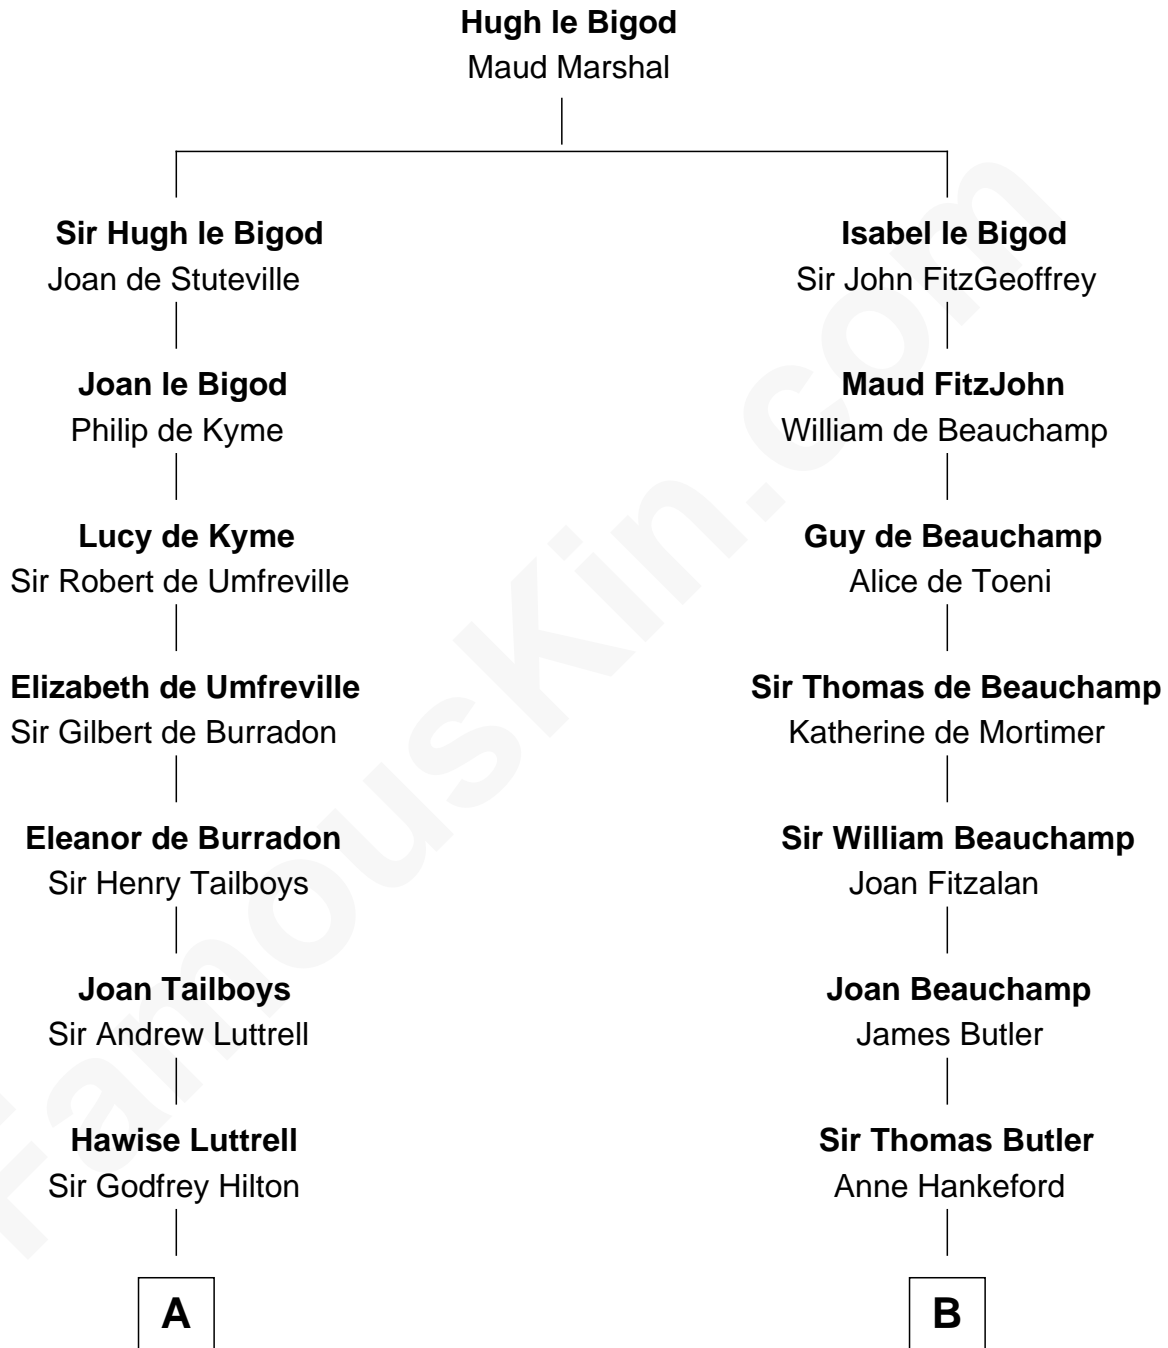 Hugh le Bigod
Maud Marshal
Sir Hugh le Bigod
Joan de Stuteville
Joan le Bigod
Philip de Kyme
Lucy de Kyme
Sir Robert de Umfreville
Elizabeth de Umfreville
Sir Gilbert de Burradon
Eleanor de Burradon
Sir Henry Tailboys
Joan Tailboys
Sir Andrew Luttrell
Hawise Luttrell
Sir Godfrey Hilton
A
Isabel le Bigod
Sir John FitzGeoffrey
Maud FitzJohn
William de Beauchamp
Guy de Beauchamp
Alice de Toeni
Sir Thomas de Beauchamp
Katherine de Mortimer
Sir William Beauchamp
Joan Fitzalan
Joan Beauchamp
James Butler
Sir Thomas Butler
Anne Hankeford
B
FamousKin.com